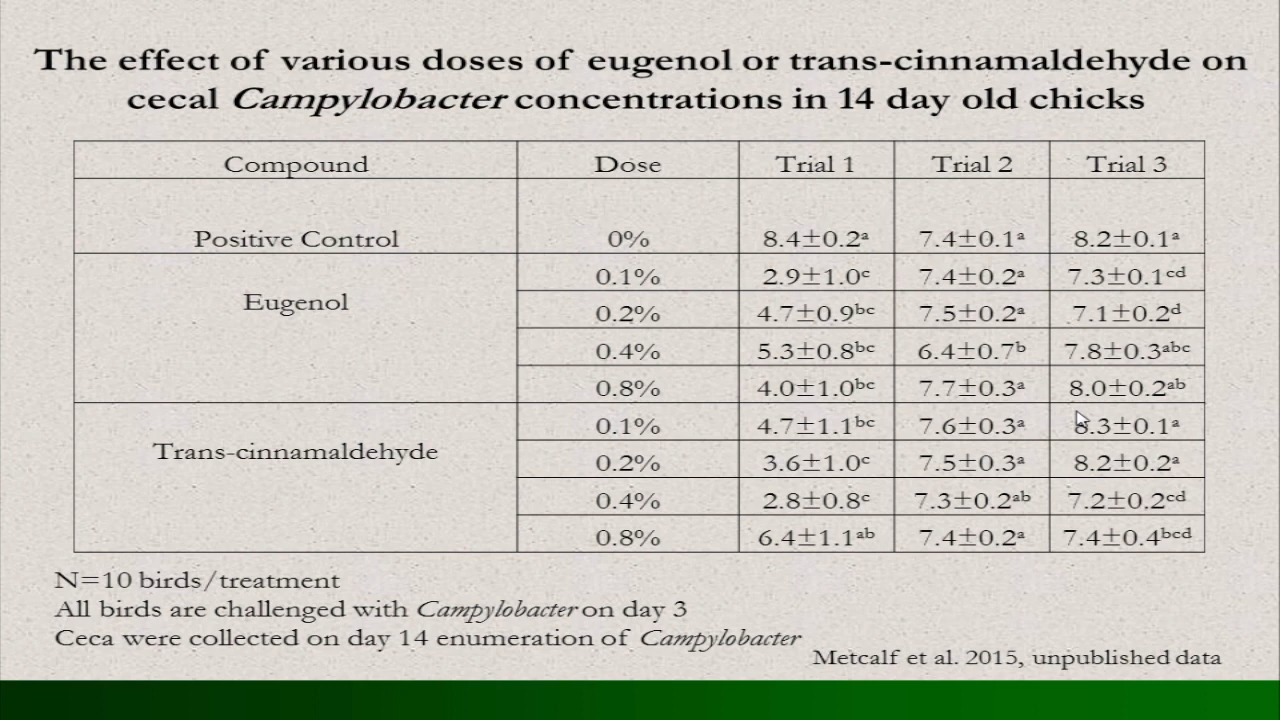 The effect of various doses of eugenol or trans-cinnamaldehyde on
cecal Campylobacter concentrations in 14 day old chicks
Compound Dose Trial 1 Trial 2 Trial 3
Positive Control 0% 8.4±0.2ᵃ 7.4±0.1ᵃ 8.2±0.1ᵃ
0.1% 2.9±1.0ᶜ 7.4±0.2ᵃ 7.3±0.1ᶜᵈ
Eugenol 0.2% 4.7±0.9ᵇᶜ 7.5±0.2ᵃ 7.1±0.2ᵈ
0.4% 5.3±0.8ᵇᶜ 6.4±0.7ᵇ 7.8±0.3ᵃᵇᶜ
0.8% 4.0±1.0ᵇᶜ 7.7±0.3ᵃ 8.0±0.2ᵃᵇ
0.1% 4.7±1.1ᵇᶜ 7.6±0.3ᵃ 8.3±0.1ᵃ
Trans-cinnamaldehyde 0.2% 3.6±1.0ᶜ 7.5±0.3ᵃ 8.2±0.2ᵃ
0.4% 2.8±0.8ᶜ 7.3±0.2ᵃᵇ 7.2±0.2ᶜᵈ
0.8% 6.4±1.1ᵃᵇ 7.4±0.2ᵃ 7.4±0.4ᵇᶜᵈ
N=10 birds/treatment
All birds are challenged with Campylobacter on day 3
Ceca were collected on day 14 enumeration of Campylobacter
Metcalf et al. 2015, unpublished data